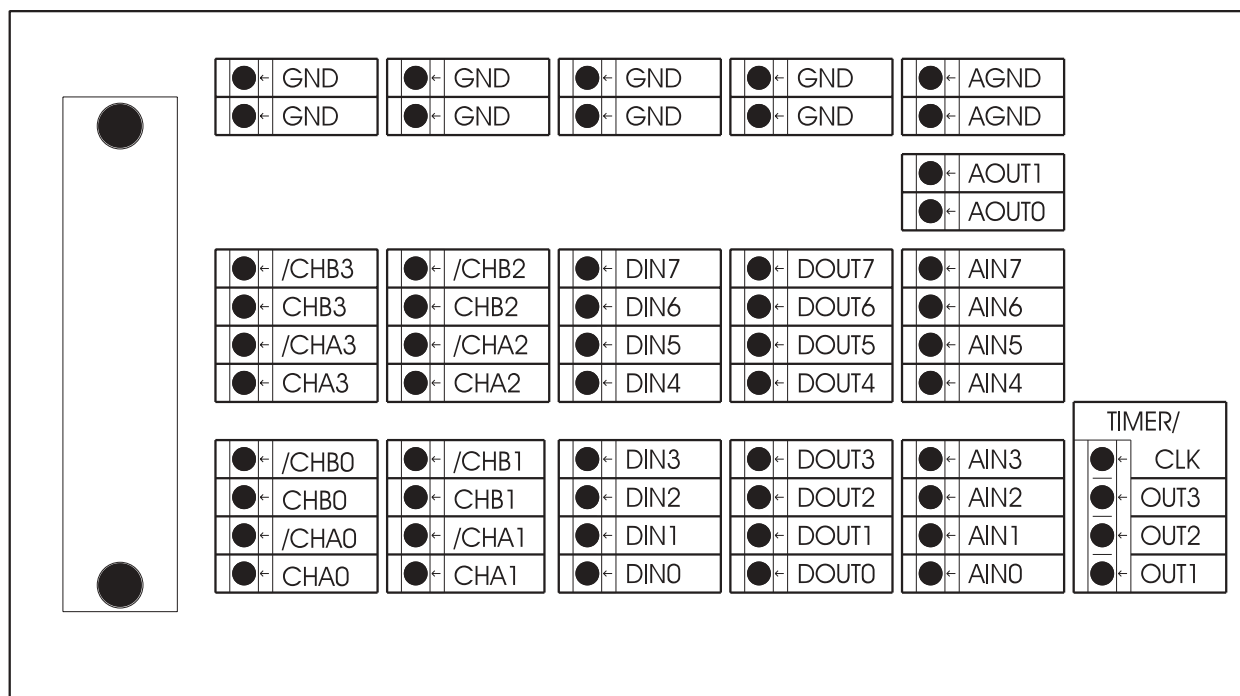 GND GND GND GND AGND
GND GND GND GND AGND
AOUT1
AOUT0
/CHB3 /CHB2 DIN7 DOUT7 AIN7
CHB3 CHB2 DIN6 DOUT6 AIN6
/CHA3 /CHA2 DIN5 DOUT5 AIN5
CHA3 CHA2 DIN4 DOUT4 AIN4
TIMER/
/CHB0 /CHB1 DIN3 DOUT3 AIN3 CLK
CHB0 CHB1 DIN2 DOUT2 AIN2 OUT3
/CHA0 /CHA1 DIN1 DOUT1 AIN1 OUT2
CHA0 CHA1 DIN0 DOUT0 AIN0 OUT1